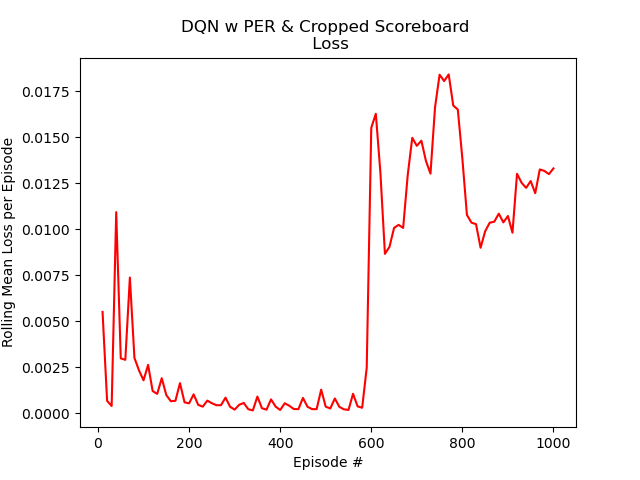 DQN w PER & Cropped Scoreboard
Loss
Rolling Mean Loss per Episode
0.0175
0.0150
0.0125
0.0100
0.0075
0.0050
0.0025
0.0000
0 200 400 600 800 1000
Episode #